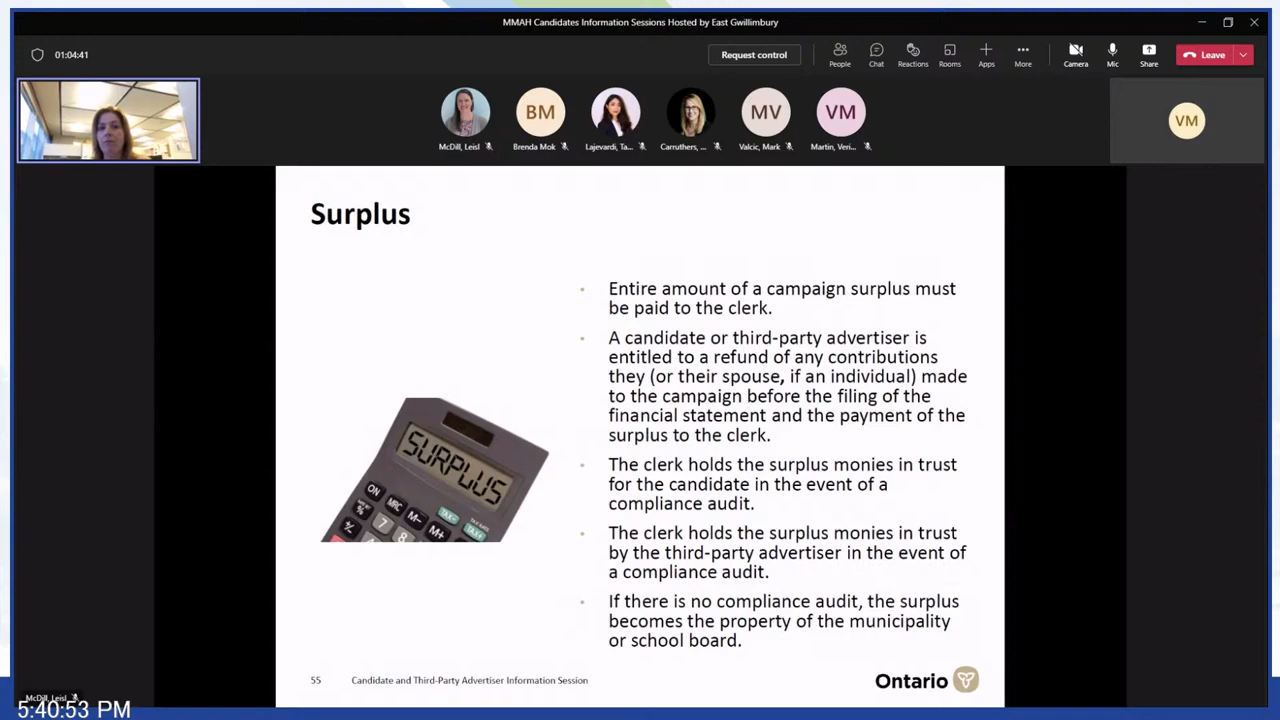 MMAH Candidates Information Sessions Hosted by East Gwillimbury
01:04:41
Request control
People
Chat
Reactions
Rooms
Apps
More
Camera
Mic
Share
Leave
BM
MV
VM
VM
McDill, Leisl
Brenda Mok
Lajevardi, Ta...
Carruthers, ...
Valcic, Mark
Martin, Veri...
Surplus
• Entire amount of a campaign surplus must
be paid to the clerk.
• A candidate or third-party advertiser is
entitled to a refund of any contributions
they (or their spouse, if an individual) made
to the campaign before the filing of the
financial statement and the payment of the
surplus to the clerk.
• The clerk holds the surplus monies in trust
for the candidate in the event of a
compliance audit.
• The clerk holds the surplus monies in trust
by the third-party advertiser in the event of
a compliance audit.
• If there is no compliance audit, the surplus
becomes the property of the municipality
or school board.
SURPLUS
ON
MRC
M-
M+
TAX-
TAX+
TAX RATE
%
+/-
7
8
55
Candidate and Third-Party Advertiser Information Session
Ontario
McDill, Leisl
5:40:53 PM